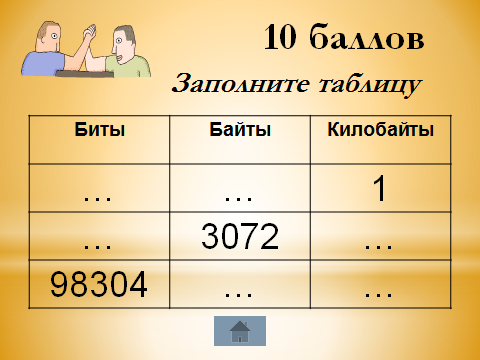 10 баллов
Заполните таблицу
Биты Байты Килобайты
... ... 1
... 3072 ...
98304 ... ...